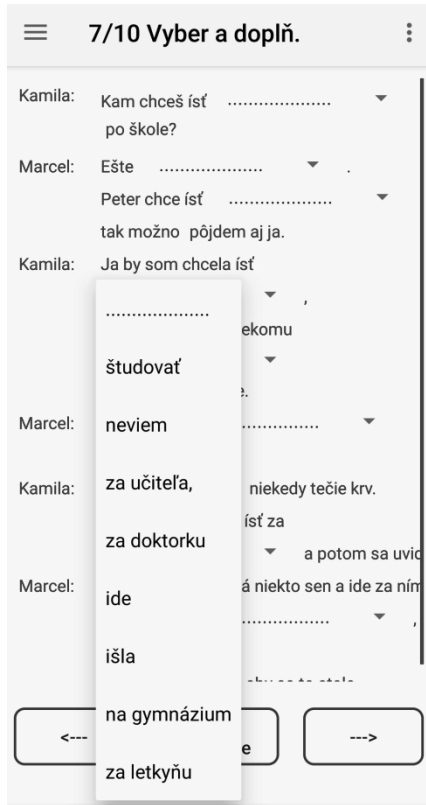 7/10 Vyber a doplň.
Kamila: Kam chceš ísť ....................
po škole?
Marcel: Ešte .................... .
Peter chce ísť ....................
tak možno pôjdem aj ja.
Kamila: Ja by som chcela ísť
,
....................
ekomu
študovať
e.
Marcel: neviem ...............
Kamila: za učiteľa, niekedy tečie krv.
ísť za
za doktorku
a potom sa uvid
Marcel: á niekto sen a ide za ním
ide
................. ,
išla
na gymnázium
<--- e --->
za letkyňu